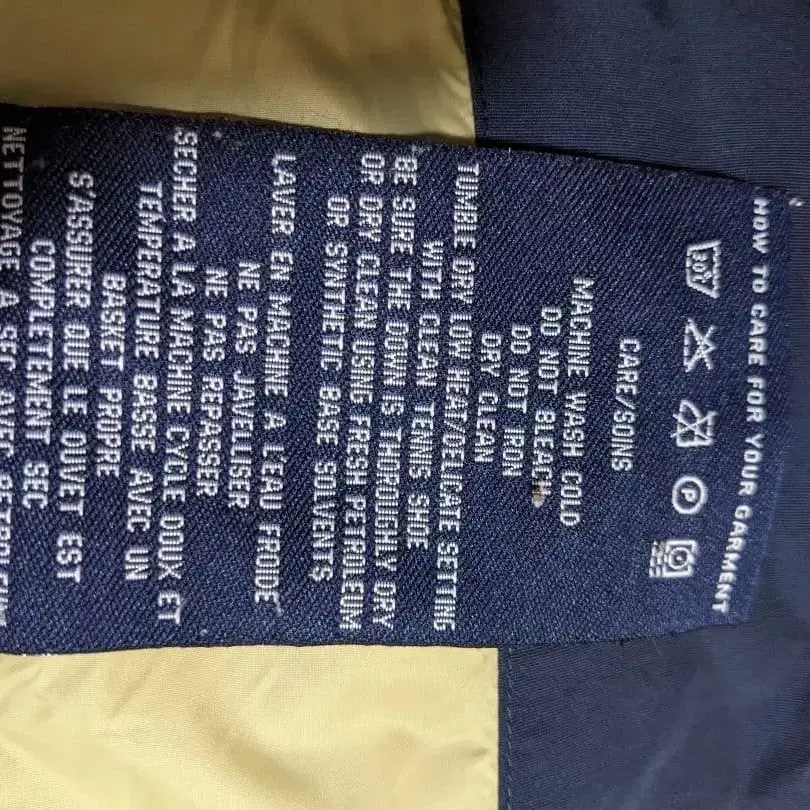 HOW TO CARE FOR YOUR GARMENT
30
P
CARE/SOINS
MACHINE WASH COLD
DO NOT BLEACH
DO NOT IRON
DRY CLEAN
TUMBLE DRY LOW HEAT/DELICATE SETTING
WITH CLEAN TENNIS SHOE
BE SURE THE DOWN IS THOROUGHLY DRY
OR DRY CLEAN USING FRESH PETROLEUM
OR SYNTHETIC BASE SOLVENTS
LAVER EN MACHINE A L'EAU FROIDE
NE PAS JAVELLISER
NE PAS REPASSER
SECHER A LA MACHINE CYCLE DOUX ET
TEMPERATURE BASSE AVEC UN
BASKET PROPRE
S'ASSURER QUE LE DUVET EST
COMPLETEMENT SEC
NETTOYAGE A SEC AVEC